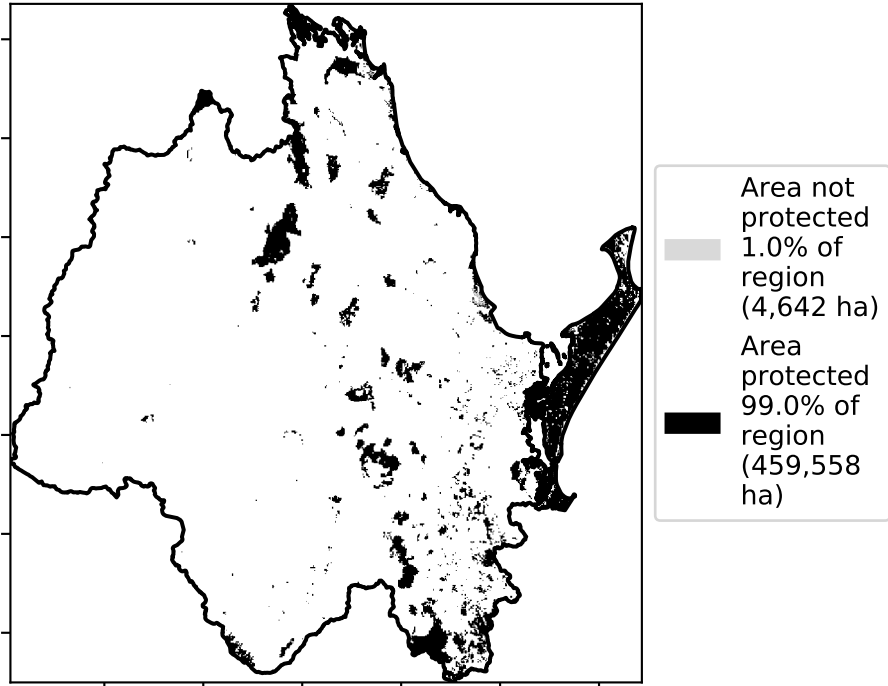 Area not
protected
1.0% of
region
(4,642 ha)
Area
protected
99.0% of
region
(459,558
ha)